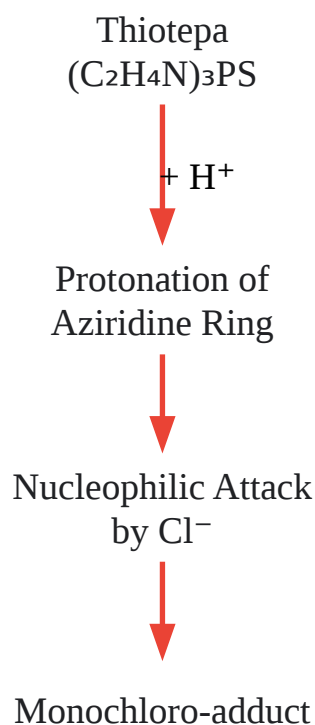 Thiotepa
(C₂H₄N)₃PS
+ H⁺
Protonation of
Aziridine Ring
Nucleophilic Attack
by Cl⁻
Monochloro-adduct